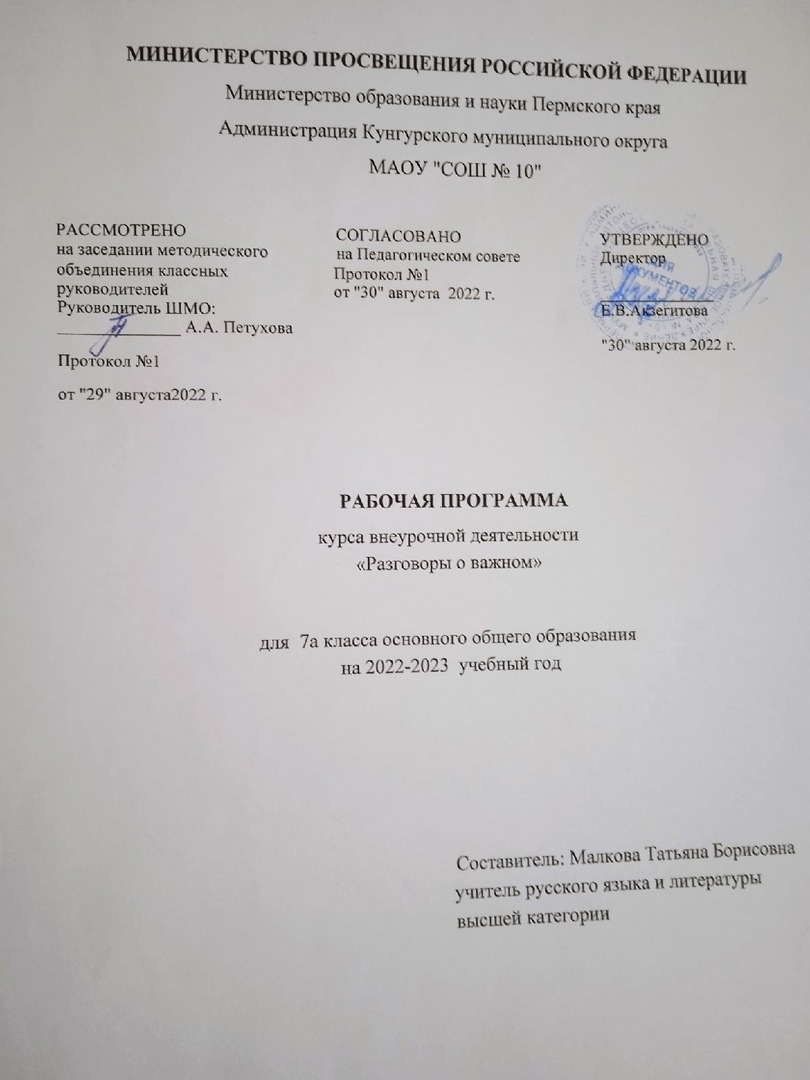 МИНИСТЕРСТВО ПРОСВЕЩЕНИЯ РОССИЙСКОЙ ФЕДЕРАЦИИ
Министерство образования и науки Пермского края
Администрация Кунгурского муниципального округа
МАОУ "СОШ № 10"
РАССМОТРЕНО
на заседании методического
объединения классных
руководителей
Руководитель ШМО:
______________ А.А. Петухова
Протокол №1
от "29" августа2022 г.
СОГЛАСОВАНО
на Педагогическом совете
Протокол №1
от "30" августа 2022 г.
УТВЕРЖДЕНО
Директор
Е.В.Акзегитова
"30" августа 2022 г.
РАБОЧАЯ ПРОГРАММА
курса внеурочной деятельности
«Разговоры о важном»
для 7а класса основного общего образования
на 2022-2023 учебный год
Составитель: Малкова Татьяна Борисовна
учитель русского языка и литературы
высшей категории